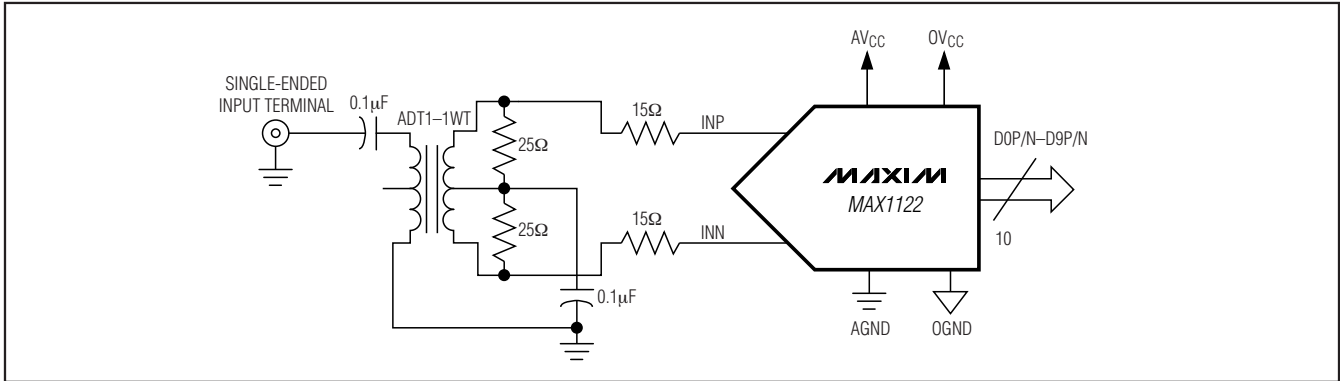 SINGLE-ENDED
INPUT TERMINAL
0.1μF
ADT1–1WT
25Ω
25Ω
0.1μF
15Ω
15Ω
INP
INN
AVCC
OVCC
MAXIM
MAX1122
D0P/N–D9P/N
10
AGND
OGND